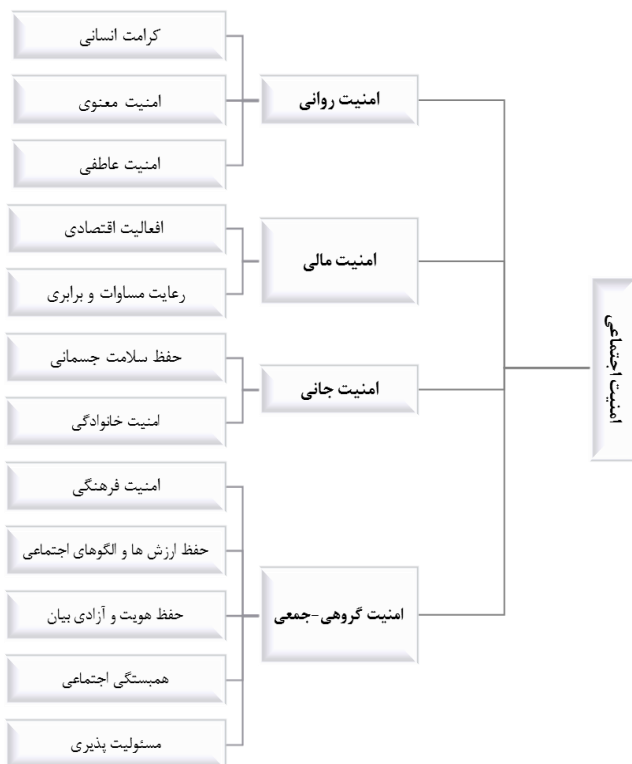 امنیت اجتماعی
امنیت روانی
کرامت انسانی
امنیت معنوی
امنیت عاطفی
امنیت مالی
افعالیت اقتصادی
رعایت مساوات و برابری
امنیت جانی
حفظ سلامت جسمانی
امنیت خانوادگی
امنیت گروهی-جمعی
امنیت فرهنگی
حفظ ارزش ها و الگوهای اجتماعی
حفظ هویت و آزادی بیان
همبستگی اجتماعی
مسئولیت پذیری